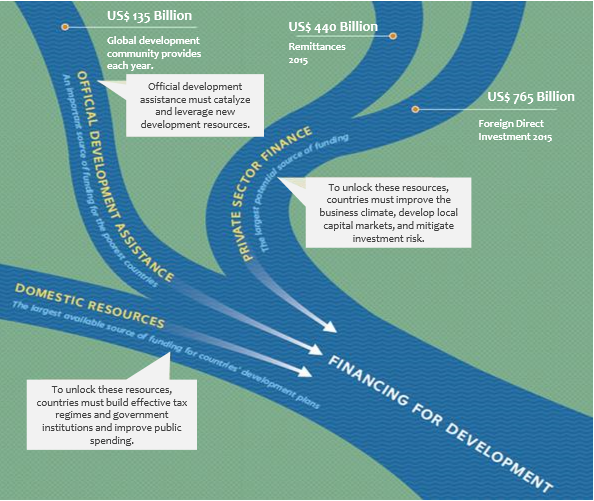 US$ 135 Billion
Global development
community provides
each year.
US$ 440 Billion
Remittances
2015
US$ 765 Billion
Foreign Direct
Investment 2015
OFFICIAL DEVELOPMENT ASSISTANCE
An important source of funding for the poorest countries
Official development
assistance must catalyze
and leverage new
development resources.
PRIVATE SECTOR FINANCE
The largest potential source of funding
To unlock these resources,
countries must improve the
business climate, develop local
capital markets, and mitigate
investment risk.
DOMESTIC RESOURCES
The largest available source of funding for countries' development plans
To unlock these resources,
countries must build effective tax
regimes and government
institutions and improve public
spending.
FINANCING FOR DEVELOPMENT